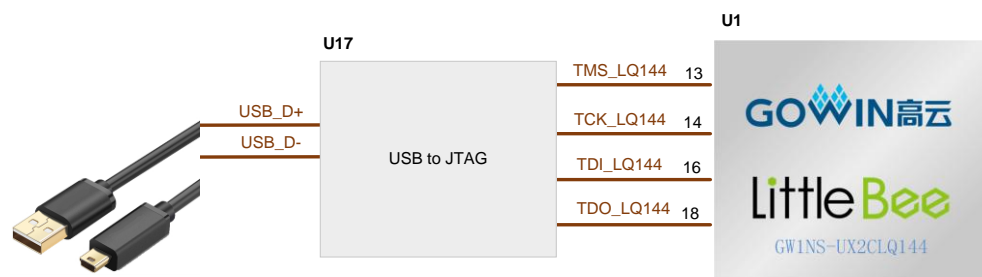 U1
U17
TMS_LQ144 13
USB_D+
TCK_LQ144 14
USB_D-
USB to JTAG
TDI_LQ144 16
TDO_LQ144 18
GOWIN高云
LittleBee
GW1NS-UX2CLQ144